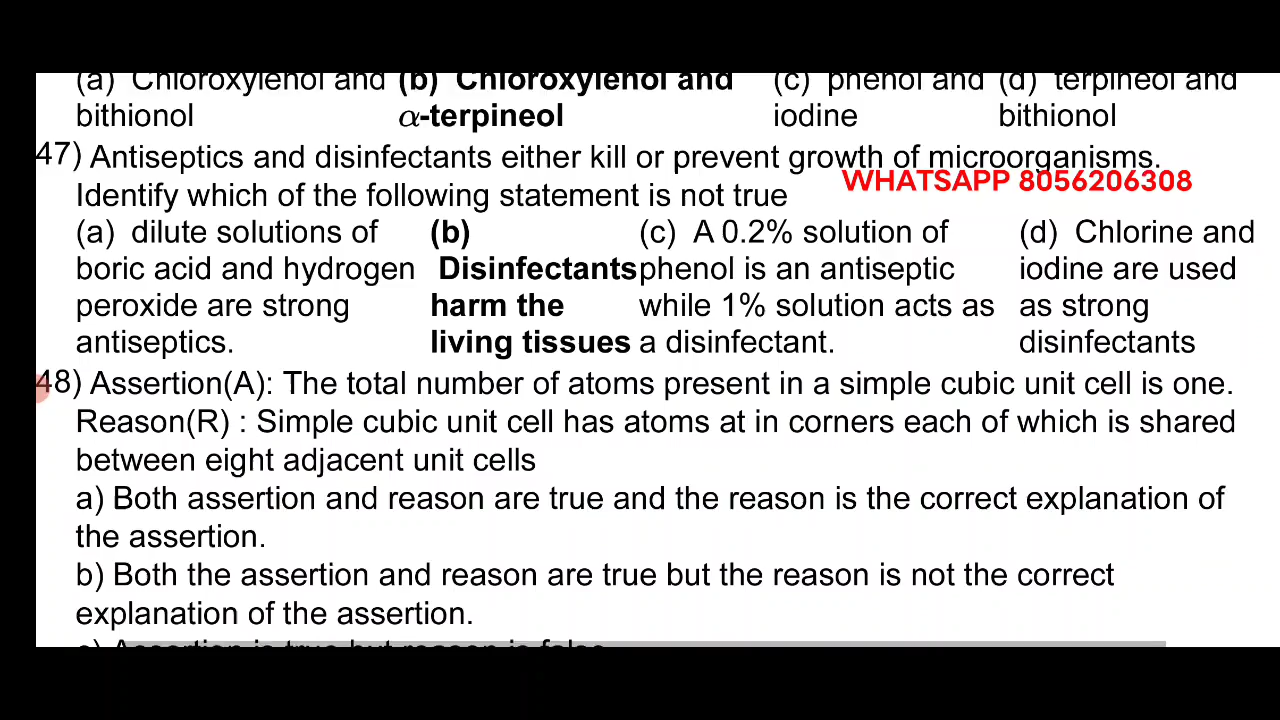 (a) Chloroxylenol and (b) Chloroxylenol and (c) phenol and (d) terpineol and
bithionol α-terpineol iodine bithionol
47) Antiseptics and disinfectants either kill or prevent growth of microorganisms.
WHATSAPP 8056206308
Identify which of the following statement is not true
(a) dilute solutions of (b) (c) A 0.2% solution of (d) Chlorine and
boric acid and hydrogen Disinfectants phenol is an antiseptic iodine are used
peroxide are strong harm the while 1% solution acts as as strong
antiseptics. living tissues a disinfectant. disinfectants
48) Assertion(A): The total number of atoms present in a simple cubic unit cell is one.
Reason(R) : Simple cubic unit cell has atoms at in corners each of which is shared
between eight adjacent unit cells
a) Both assertion and reason are true and the reason is the correct explanation of
the assertion.
b) Both the assertion and reason are true but the reason is not the correct
explanation of the assertion.
c) Assertion is true but reason is false